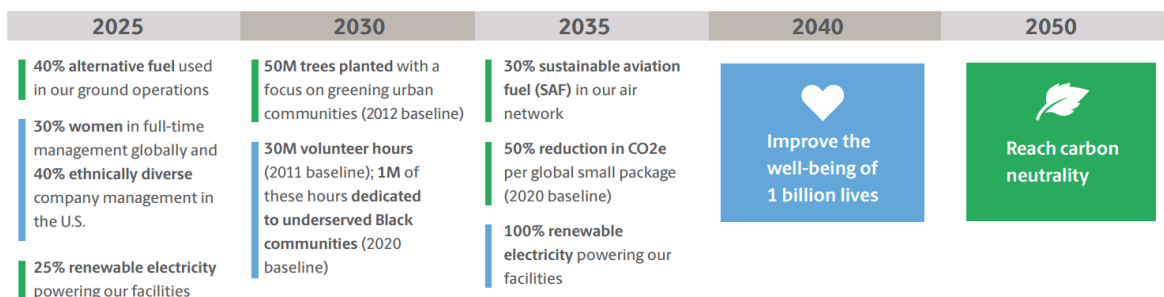 2025
40% alternative fuel used
in our ground operations
30% women in full-time
management globally and
40% ethnically diverse
company management in
the U.S.
25% renewable electricity
powering our facilities
2030
50M trees planted with a
focus on greening urban
communities (2012 baseline)
30M volunteer hours
(2011 baseline); 1M of
these hours dedicated
to underserved Black
communities (2020
baseline)
2035
30% sustainable aviation
fuel (SAF) in our air
network
50% reduction in CO2e
per global small package
(2020 baseline)
100% renewable
electricity powering our
facilities
2040
Improve the
well-being of
1 billion lives
2050
Reach carbon
neutrality